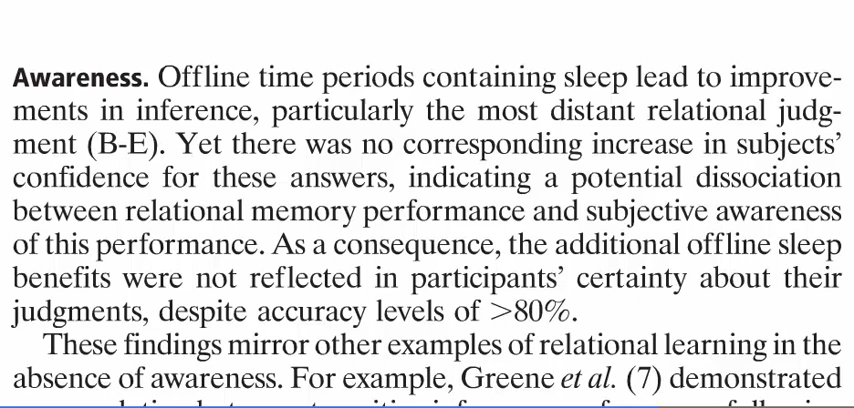 Awareness. Offline time periods containing sleep lead to improve-
ments in inference, particularly the most distant relational judg-
ment (B-E). Yet there was no corresponding increase in subjects’
confidence for these answers, indicating a potential dissociation
between relational memory performance and subjective awareness
of this performance. As a consequence, the additional offline sleep
benefits were not reflected in participants’ certainty about their
judgments, despite accuracy levels of >80%.
These findings mirror other examples of relational learning in the
absence of awareness. For example, Greene et al. (7) demonstrated